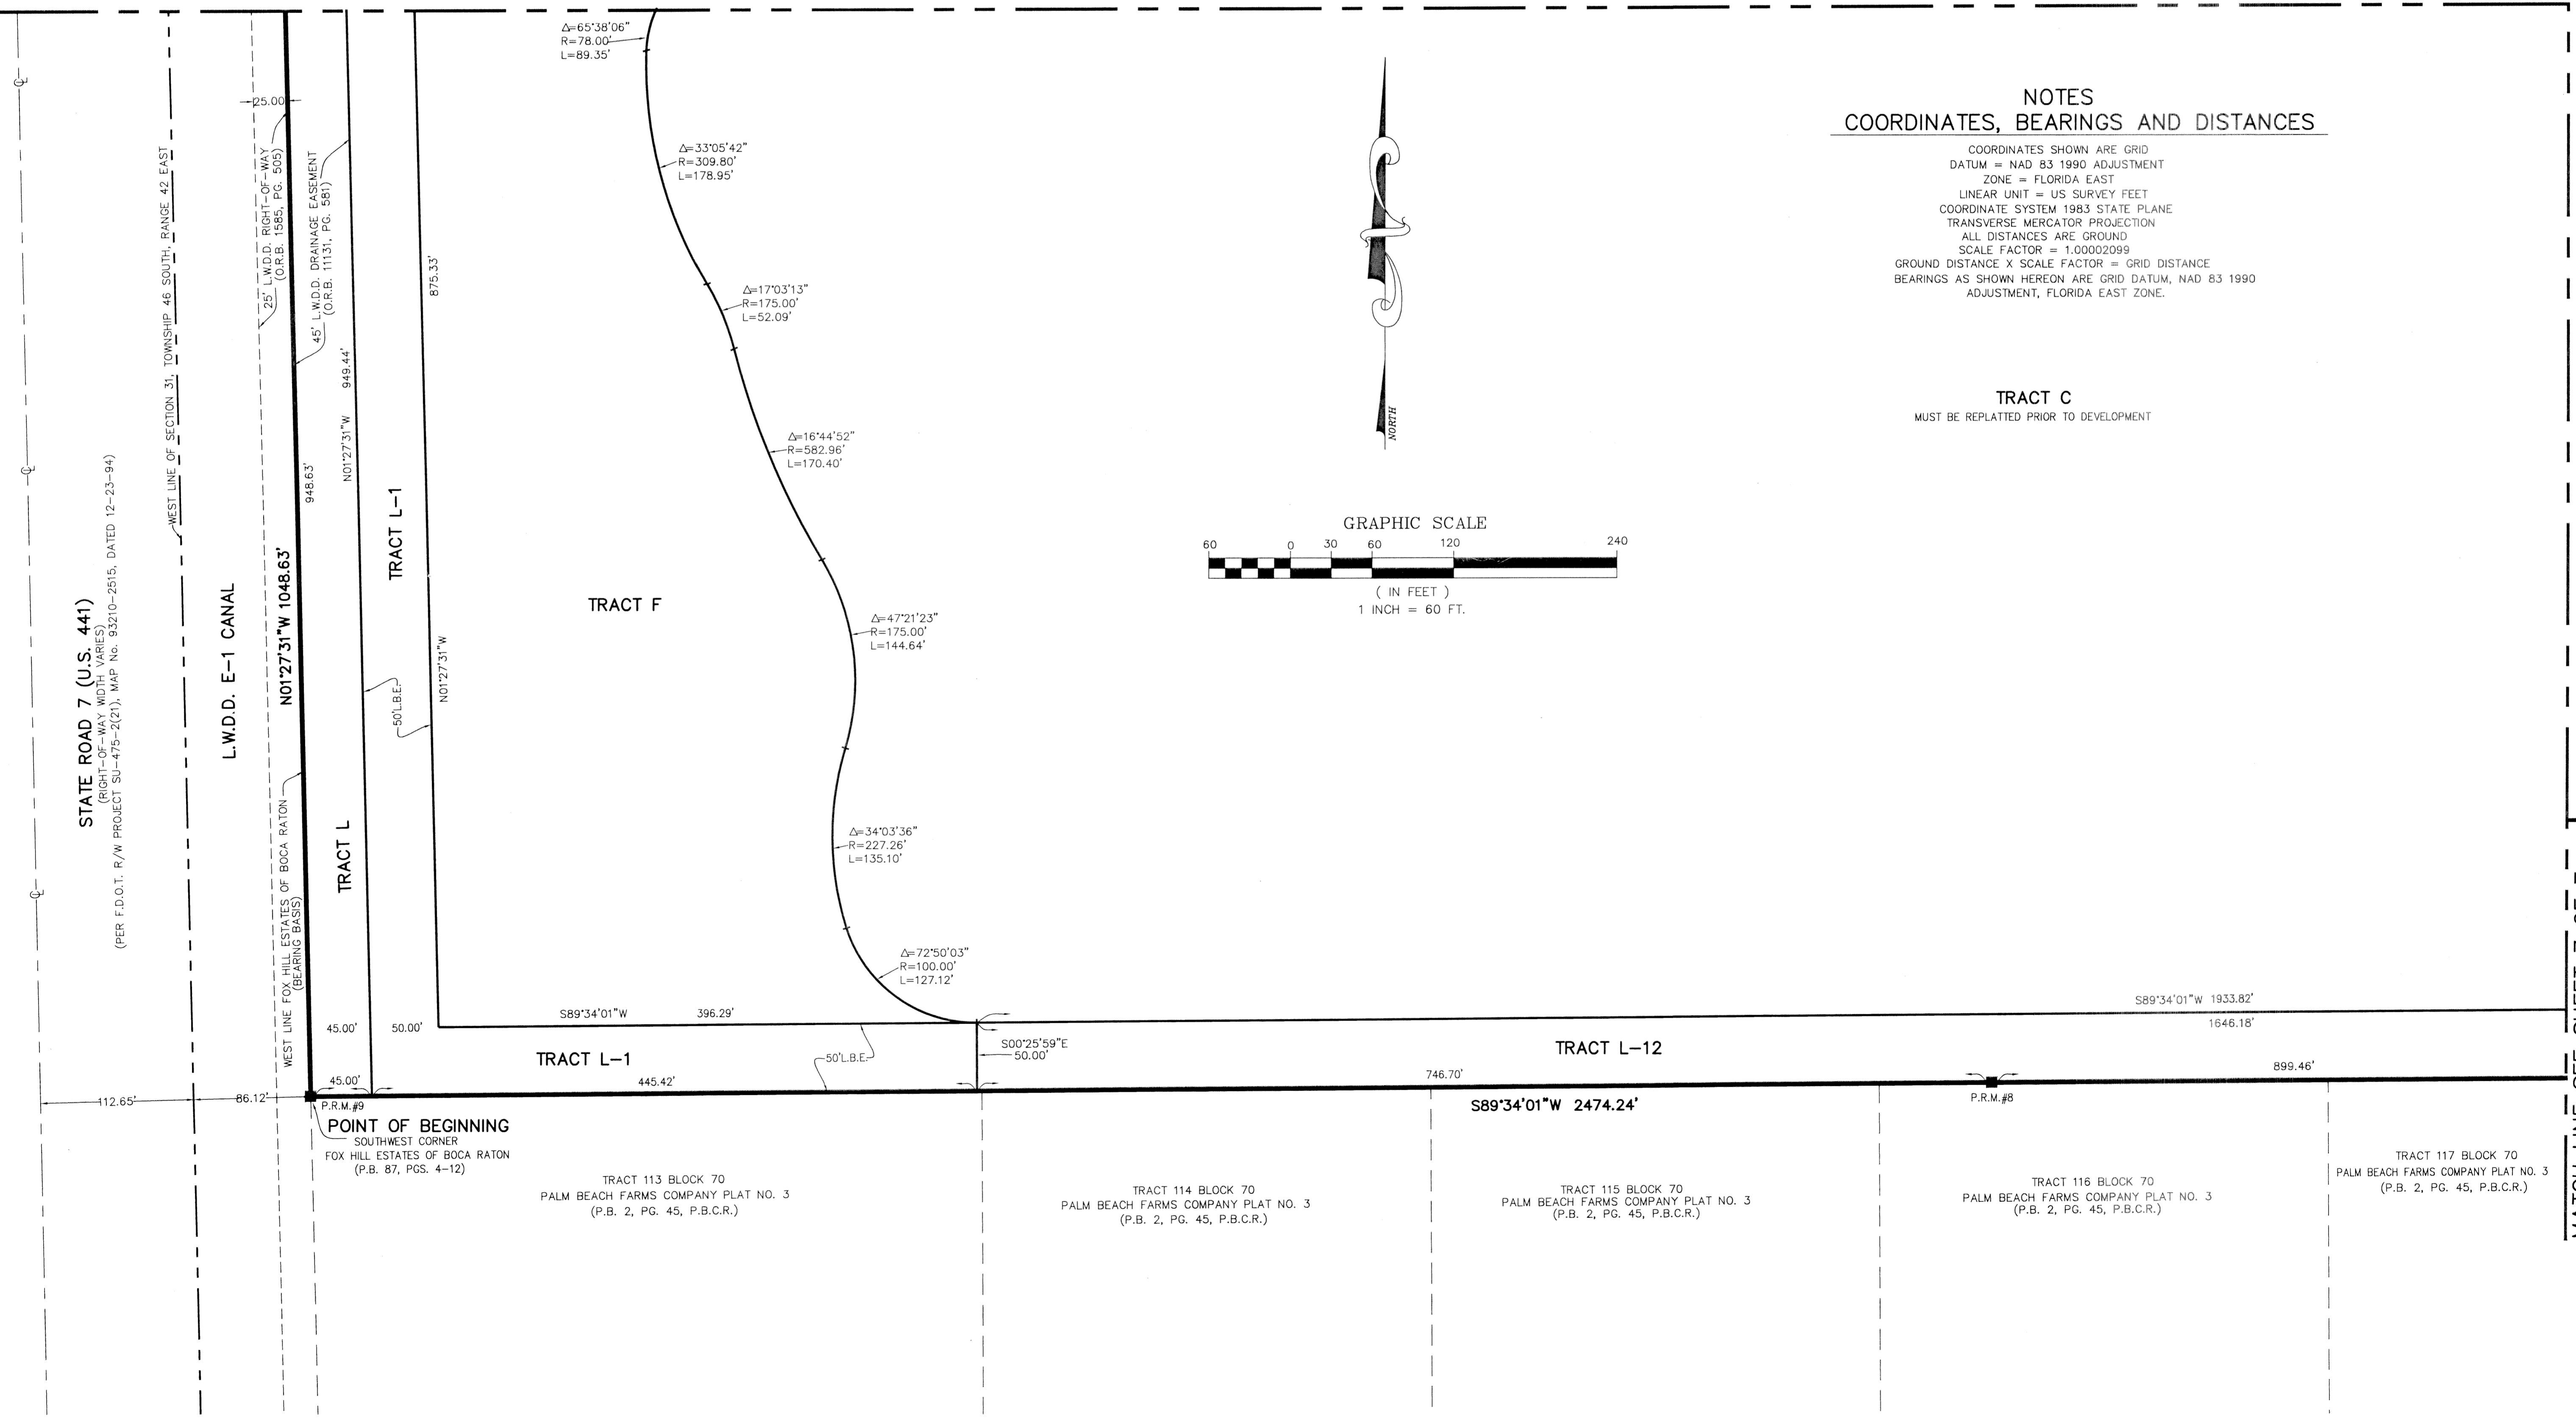 Δ=65°38'06"
R=78.00'
L=89.35'
25.00'
25' L.W.D.D. RIGHT-OF-WAY
(O.R.B. 1585, PG. 505)
45' L.W.D.D. DRAINAGE EASEMENT
(O.R.B. 11131, PG. 581)
WEST LINE OF SECTION 31, TOWNSHIP 46 SOUTH, RANGE 42 EAST
Δ=33°05'42"
R=309.80'
L=178.95'
875.33'
N01°27'31"W 949.44'
948.63'
Δ=17°03'13"
R=175.00'
L=52.09'
Δ=16°44'52"
R=582.96'
L=170.40'
NORTH
NOTES
COORDINATES, BEARINGS AND DISTANCES
COORDINATES SHOWN ARE GRID
DATUM = NAD 83 1990 ADJUSTMENT
ZONE = FLORIDA EAST
LINEAR UNIT = US SURVEY FEET
COORDINATE SYSTEM 1983 STATE PLANE
TRANSVERSE MERCATOR PROJECTION
ALL DISTANCES ARE GROUND
SCALE FACTOR = 1.00002099
GROUND DISTANCE X SCALE FACTOR = GRID DISTANCE
BEARINGS AS SHOWN HEREON ARE GRID DATUM, NAD 83 1990
ADJUSTMENT, FLORIDA EAST ZONE.
TRACT C
MUST BE REPLATTED PRIOR TO DEVELOPMENT
GRAPHIC SCALE
60 0 30 60 120 240
( IN FEET )
1 INCH = 60 FT.
STATE ROAD 7 (U.S. 441)
(RIGHT-OF-WAY WIDTH VARIES)
(PER F.D.O.T. R/W PROJECT SU-475-2(21), MAP No. 93210-2515, DATED 12-23-94)
L.W.D.D. E-1 CANAL
N01°27'31"W 1048.63'
TRACT L-1
TRACT F
N01°27'31"W
50'L.B.E.
Δ=47°21'23"
R=175.00'
L=144.64'
TRACT L
WEST LINE FOX HILL ESTATES OF BOCA RATON
(BEARING BASIS)
Δ=34°03'36"
R=227.26'
L=135.10'
Δ=72°50'03"
R=100.00'
L=127.12'
45.00' 50.00'
S89°34'01"W 396.29'
S89°34'01"W 1933.82'
1646.18'
TRACT L-1
50'L.B.E.
S00°25'59"E
50.00'
TRACT L-12
45.00'
445.42'
746.70'
899.46'
112.65'
86.12'
P.R.M.#9
P.R.M.#8
S89°34'01"W 2474.24'
POINT OF BEGINNING
SOUTHWEST CORNER
FOX HILL ESTATES OF BOCA RATON
(P.B. 87, PGS. 4-12)
TRACT 113 BLOCK 70
PALM BEACH FARMS COMPANY PLAT NO. 3
(P.B. 2, PG. 45, P.B.C.R.)
TRACT 114 BLOCK 70
PALM BEACH FARMS COMPANY PLAT NO. 3
(P.B. 2, PG. 45, P.B.C.R.)
TRACT 115 BLOCK 70
PALM BEACH FARMS COMPANY PLAT NO. 3
(P.B. 2, PG. 45, P.B.C.R.)
TRACT 116 BLOCK 70
PALM BEACH FARMS COMPANY PLAT NO. 3
(P.B. 2, PG. 45, P.B.C.R.)
TRACT 117 BLOCK 70
PALM BEACH FARMS COMPANY PLAT NO. 3
(P.B. 2, PG. 45, P.B.C.R.)